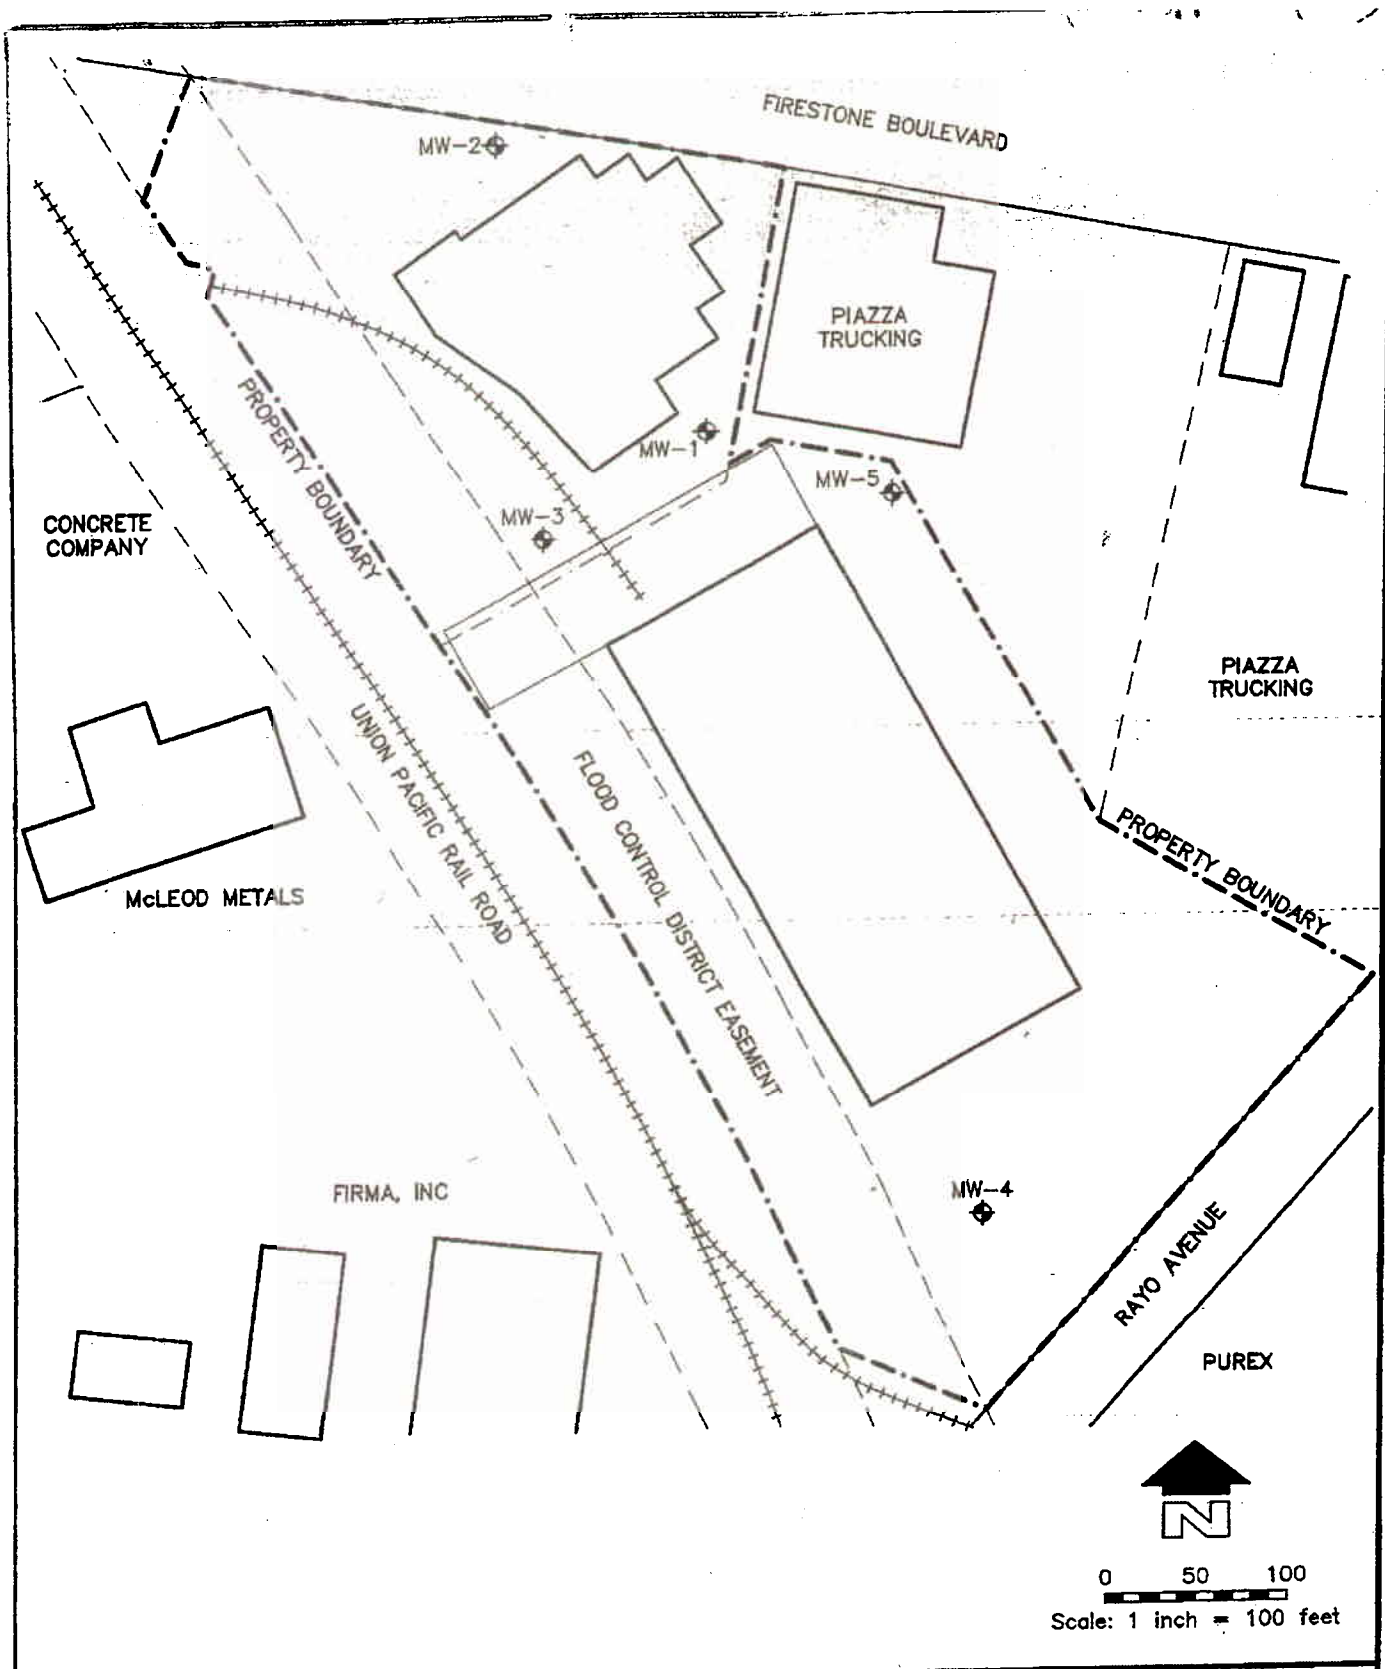 FIRESTONE BOULEVARD
MW-2
PIAZZA
TRUCKING
PROPERTY BOUNDARY
MW-1
MW-5
MW-3
CONCRETE
COMPANY
PIAZZA
TRUCKING
UNION PACIFIC RAIL ROAD
FLOOD CONTROL DISTRICT EASEMENT
PROPERTY BOUNDARY
McLEOD METALS
FIRMA, INC
MW-4
RAYO AVENUE
PUREX
N
0 50 100
Scale: 1 inch = 100 feet